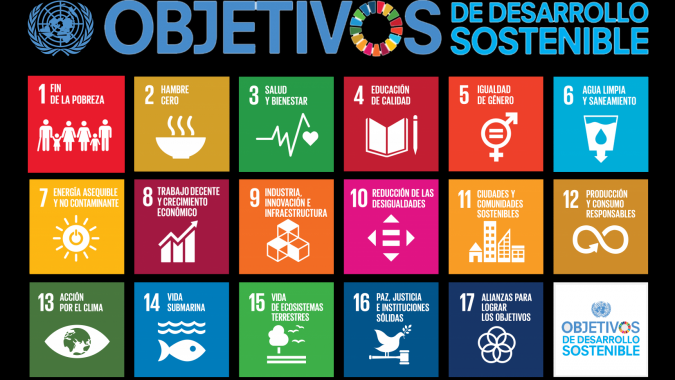 OBJETIVOS DE DESARROLLO
SOSTENIBLE
1 FIN
DE LA POBREZA
2 HAMBRE
CERO
3 SALUD
Y BIENESTAR
4 EDUCACIÓN
DE CALIDAD
5 IGUALDAD
DE GÉNERO
6 AGUA LIMPIA
Y SANEAMIENTO
7 ENERGÍA ASEQUIBLE
Y NO CONTAMINANTE
8 TRABAJO DECENTE
Y CRECIMIENTO
ECONÓMICO
9 INDUSTRIA,
INNOVACIÓN E
INFRAESTRUCTURA
10 REDUCCIÓN DE LAS
DESIGUALDADES
11 CIUDADES Y
COMUNIDADES
SOSTENIBLES
12 PRODUCCIÓN
Y CONSUMO
RESPONSABLES
13 ACCIÓN
POR EL CLIMA
14 VIDA
SUBMARINA
15 VIDA
DE ECOSISTEMAS
TERRESTRES
16 PAZ, JUSTICIA
E INSTITUCIONES
SÓLIDAS
17 ALIANZAS PARA
LOGRAR
LOS OBJETIVOS
OBJETIVOS
DE DESARROLLO
SOSTENIBLE